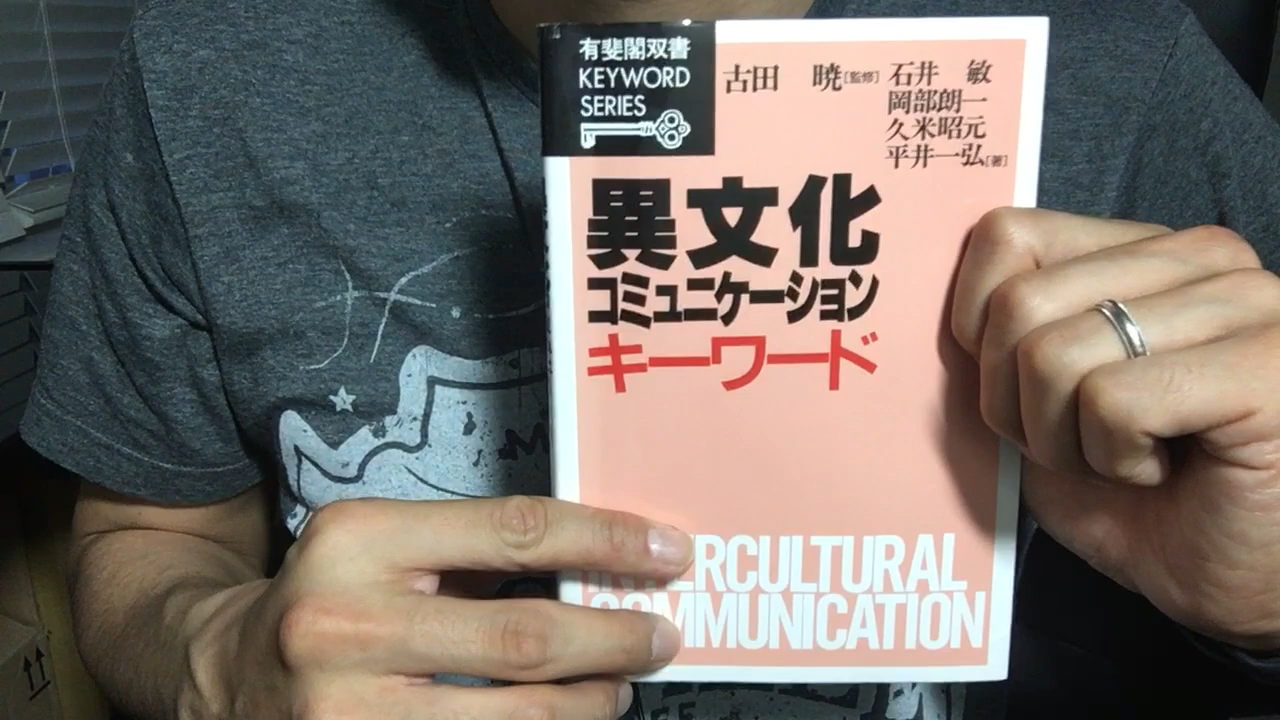 有斐閣双書
KEYWORD
SERIES
古田 暁[監修]
石井 敏
岡部朗一
久米昭元
平井一弘[著]
異文化
コミュニケーション
キーワード
INTERCULTURAL
COMMUNICATION